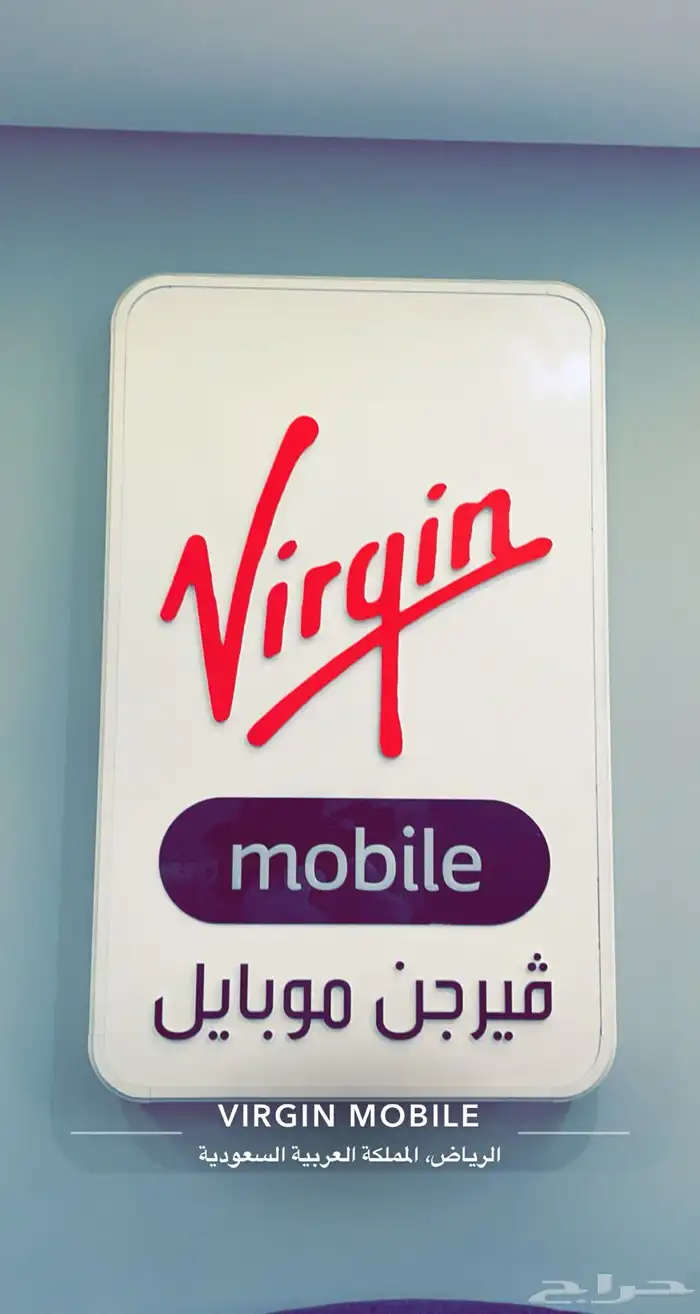 Virgin
mobile
ڤيرجن موبايل
VIRGIN MOBILE
الرياض، المملكة العربية السعودية
حراج